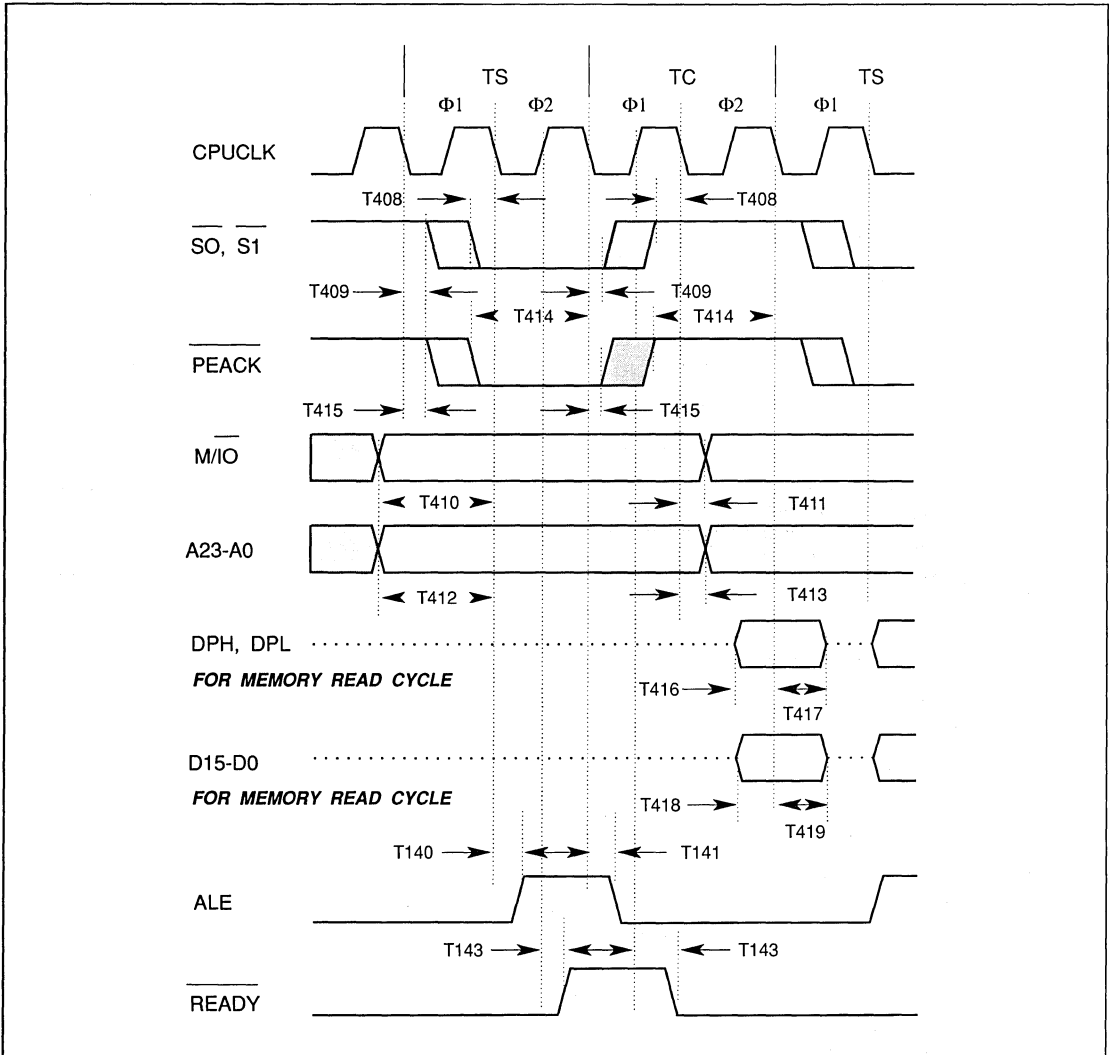 TS TC TS
Φ1 Φ2 Φ1 Φ2 Φ1
CPUCLK
T408 T408
SO, S1
T409 T409
T414 T414
PEACK
T415 T415
M/IO
T410 T411
A23-A0
T412 T413
DPH, DPL
FOR MEMORY READ CYCLE
T416
T417
D15-D0
FOR MEMORY READ CYCLE
T418
T419
T140 T141
ALE
T143 T143
READY